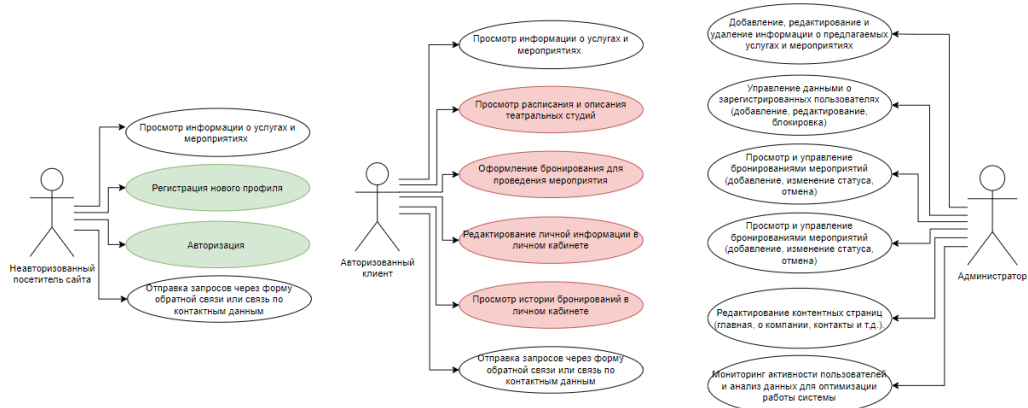 Просмотр информации о услугах и
мероприятиях
Регистрация нового профиля
Авторизация
Отправка запросов через форму
обратной связи или связь по
контактным данным
Неавторизованный
посетитель сайта
Просмотр информации о услугах и
мероприятиях
Просмотр расписания и описания
театральных студий
Оформление бронирования для
проведения мероприятия
Редактирование личной информации в
личном кабинете
Просмотр истории бронирований в
личном кабинете
Отправка запросов через форму
обратной связи или связь по
контактным данным
Авторизованный
клиент
Добавление, редактирование и
удаление информации о предлагаемых
услугах и мероприятиях
Управление данными о
зарегистрированных пользователях
(добавление, редактирование,
блокировка)
Просмотр и управление
бронированиями мероприятий
(добавление, изменение статуса,
отмена)
Просмотр и управление
бронированиями мероприятий
(добавление, изменение статуса,
отмена)
Редактирование контентных страниц
(главная, о компании, контакты и т.д.).
Мониторинг активности пользователей
и анализ данных для оптимизации
работы системы
Администратор